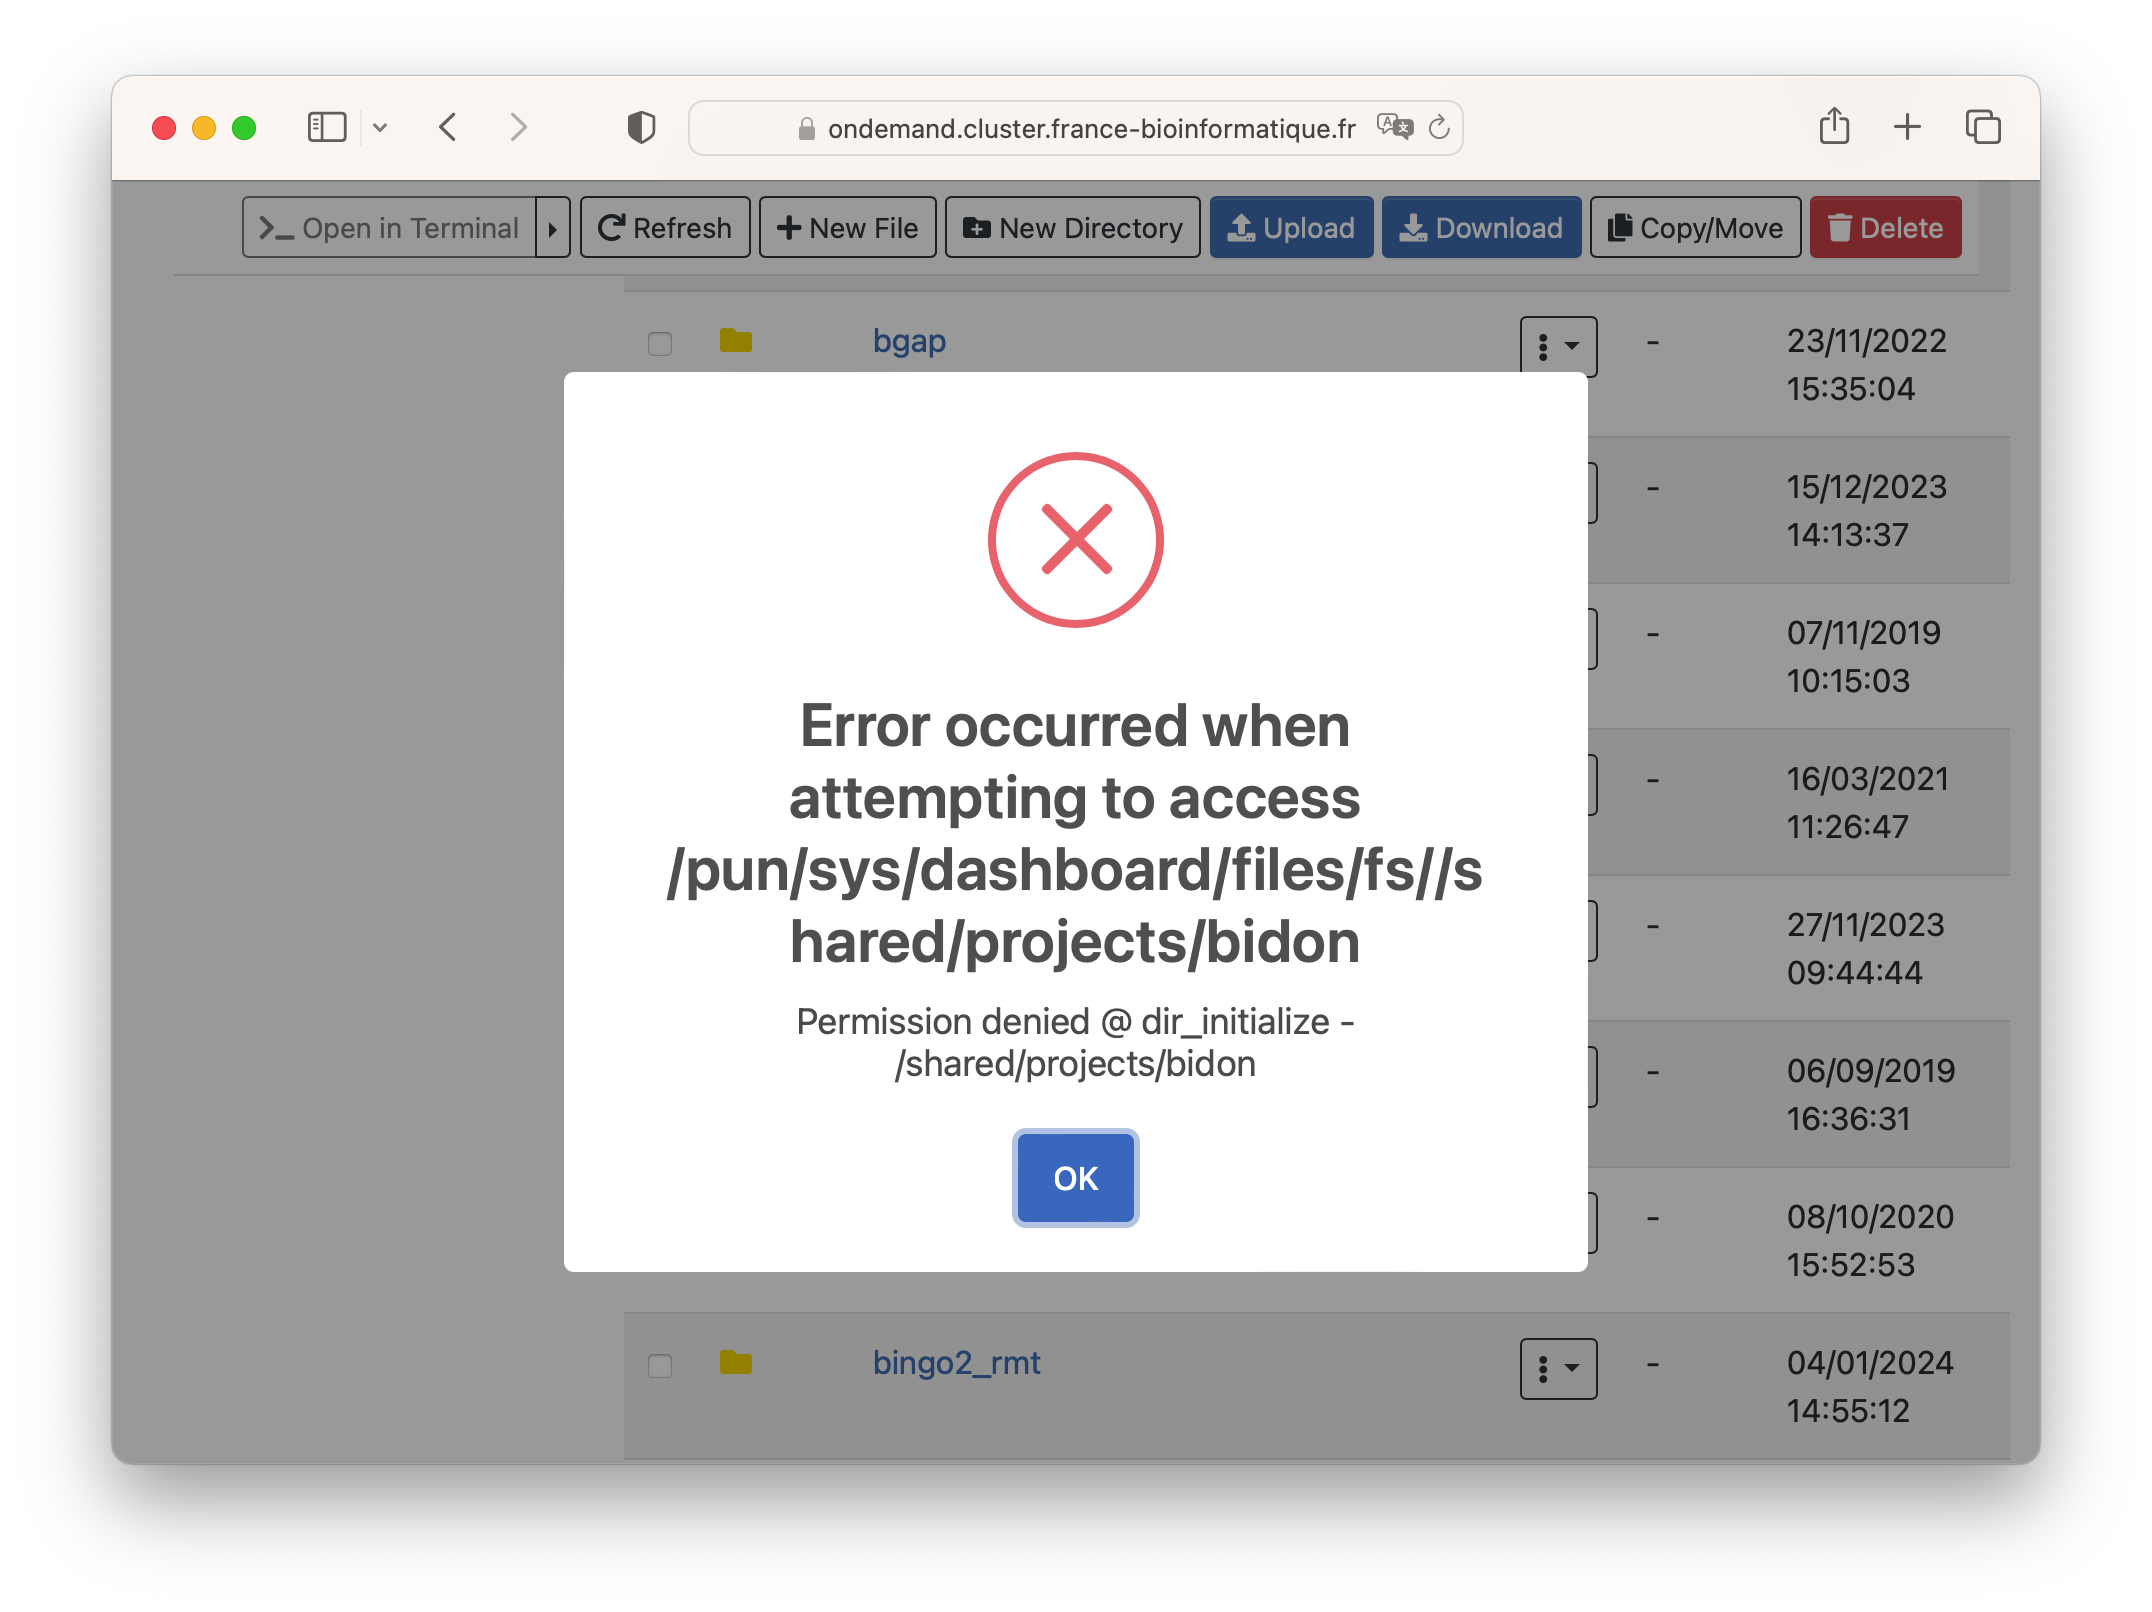 ondemand.cluster.france-bioinformatique.fr
Open in Terminal Refresh New File New Directory Upload Download Copy/Move Delete
bgap - 23/11/2022
15:35:04
- 15/12/2023
14:13:37
- 07/11/2019
10:15:03
- 16/03/2021
11:26:47
- 27/11/2023
09:44:44
- 06/09/2019
16:36:31
- 08/10/2020
15:52:53
bingo2_rmt - 04/01/2024
14:55:12
Error occurred when
attempting to access
/pun/sys/dashboard/files/fs//s
hared/projects/bidon
Permission denied @ dir_initialize -
/shared/projects/bidon
OK